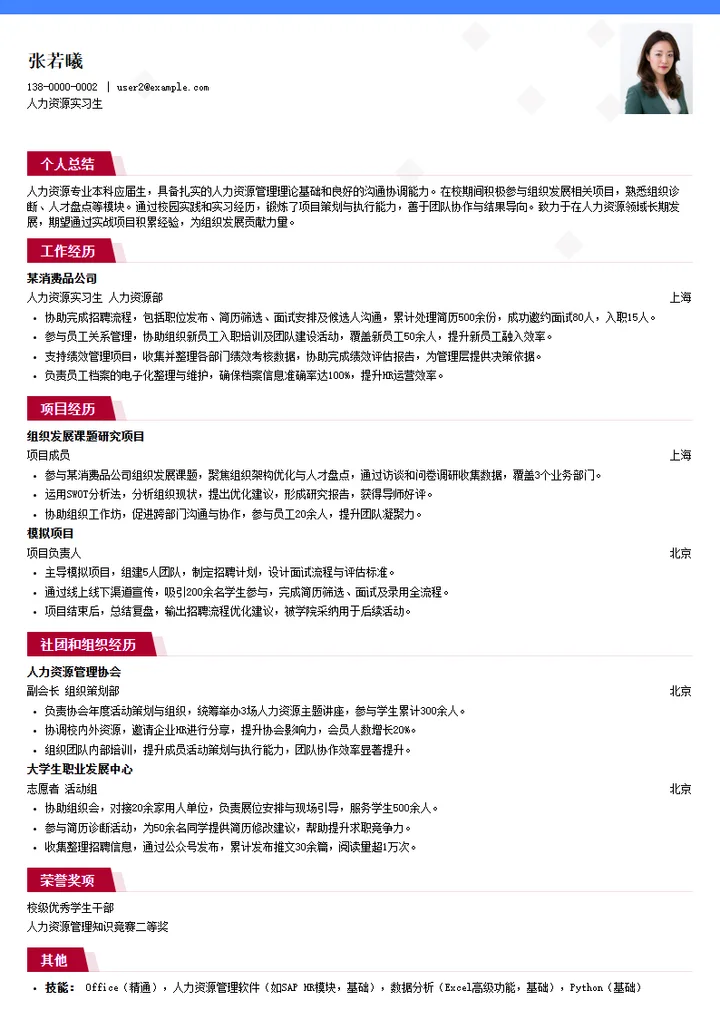 张若曦
138-0000-0002 | user2@example.com
人力资源实习生
个人总结
人力资源专业本科应届生，具备扎实的人力资源管理理论基础和良好的沟通协调能力。在校期间积极参与组织发展相关项目，熟悉组织诊
断、人才盘点等模块。通过校园实践和实习经历，锻炼了项目策划与执行能力，善于团队协作与结果导向。致力于在人力资源领域长期发
展，期望通过实战项目积累经验，为组织发展贡献力量。
工作经历
某消费品公司
人力资源实习生 人力资源部 上海
• 协助完成招聘流程，包括职位发布、简历筛选、面试安排及候选人沟通，累计处理简历500余份，成功邀约面试80人，入职15人。
• 参与员工关系管理，协助组织新员工入职培训及团队建设活动，覆盖新员工50余人，提升新员工融入效率。
• 支持绩效管理项目，收集并整理各部门绩效考核数据，协助完成绩效评估报告，为管理层提供决策依据。
• 负责员工档案的电子化整理与维护，确保档案信息准确率达100%，提升HR运营效率。
项目经历
组织发展课题研究项目
项目成员 上海
• 参与某消费品公司组织发展课题，聚焦组织架构优化与人才盘点，通过访谈和问卷调研收集数据，覆盖3个业务部门。
• 运用SWOT分析法，分析组织现状，提出优化建议，形成研究报告，获得导师好评。
• 协助组织工作坊，促进跨部门沟通与协作，参与员工20余人，提升团队凝聚力。
模拟项目
项目负责人 北京
• 主导模拟项目，组建5人团队，制定招聘计划，设计面试流程与评估标准。
• 通过线上线下渠道宣传，吸引200余名学生参与，完成简历筛选、面试及录用全流程。
• 项目结束后，总结复盘，输出招聘流程优化建议，被学院采纳用于后续活动。
社团和组织经历
人力资源管理协会
副会长 组织策划部 北京
• 负责协会年度活动策划与组织，统筹举办3场人力资源主题讲座，参与学生累计300余人。
• 协调校内外资源，邀请企业HR进行分享，提升协会影响力，会员人数增长20%。
• 组织团队内部培训，提升成员活动策划与执行能力，团队协作效率显著提升。
大学生职业发展中心
志愿者 活动组 北京
• 协助组织会，对接20余家用人单位，负责展位安排与现场引导，服务学生500余人。
• 参与简历诊断活动，为50余名同学提供简历修改建议，帮助提升求职竞争力。
• 收集整理招聘信息，通过公众号发布，累计发布推文30余篇，阅读量超1万次。
荣誉奖项
校级优秀学生干部
人力资源管理知识竞赛二等奖
其他
• 技能： Office（精通），人力资源管理软件（如SAP HR模块，基础），数据分析（Excel高级功能，基础），Python（基础）